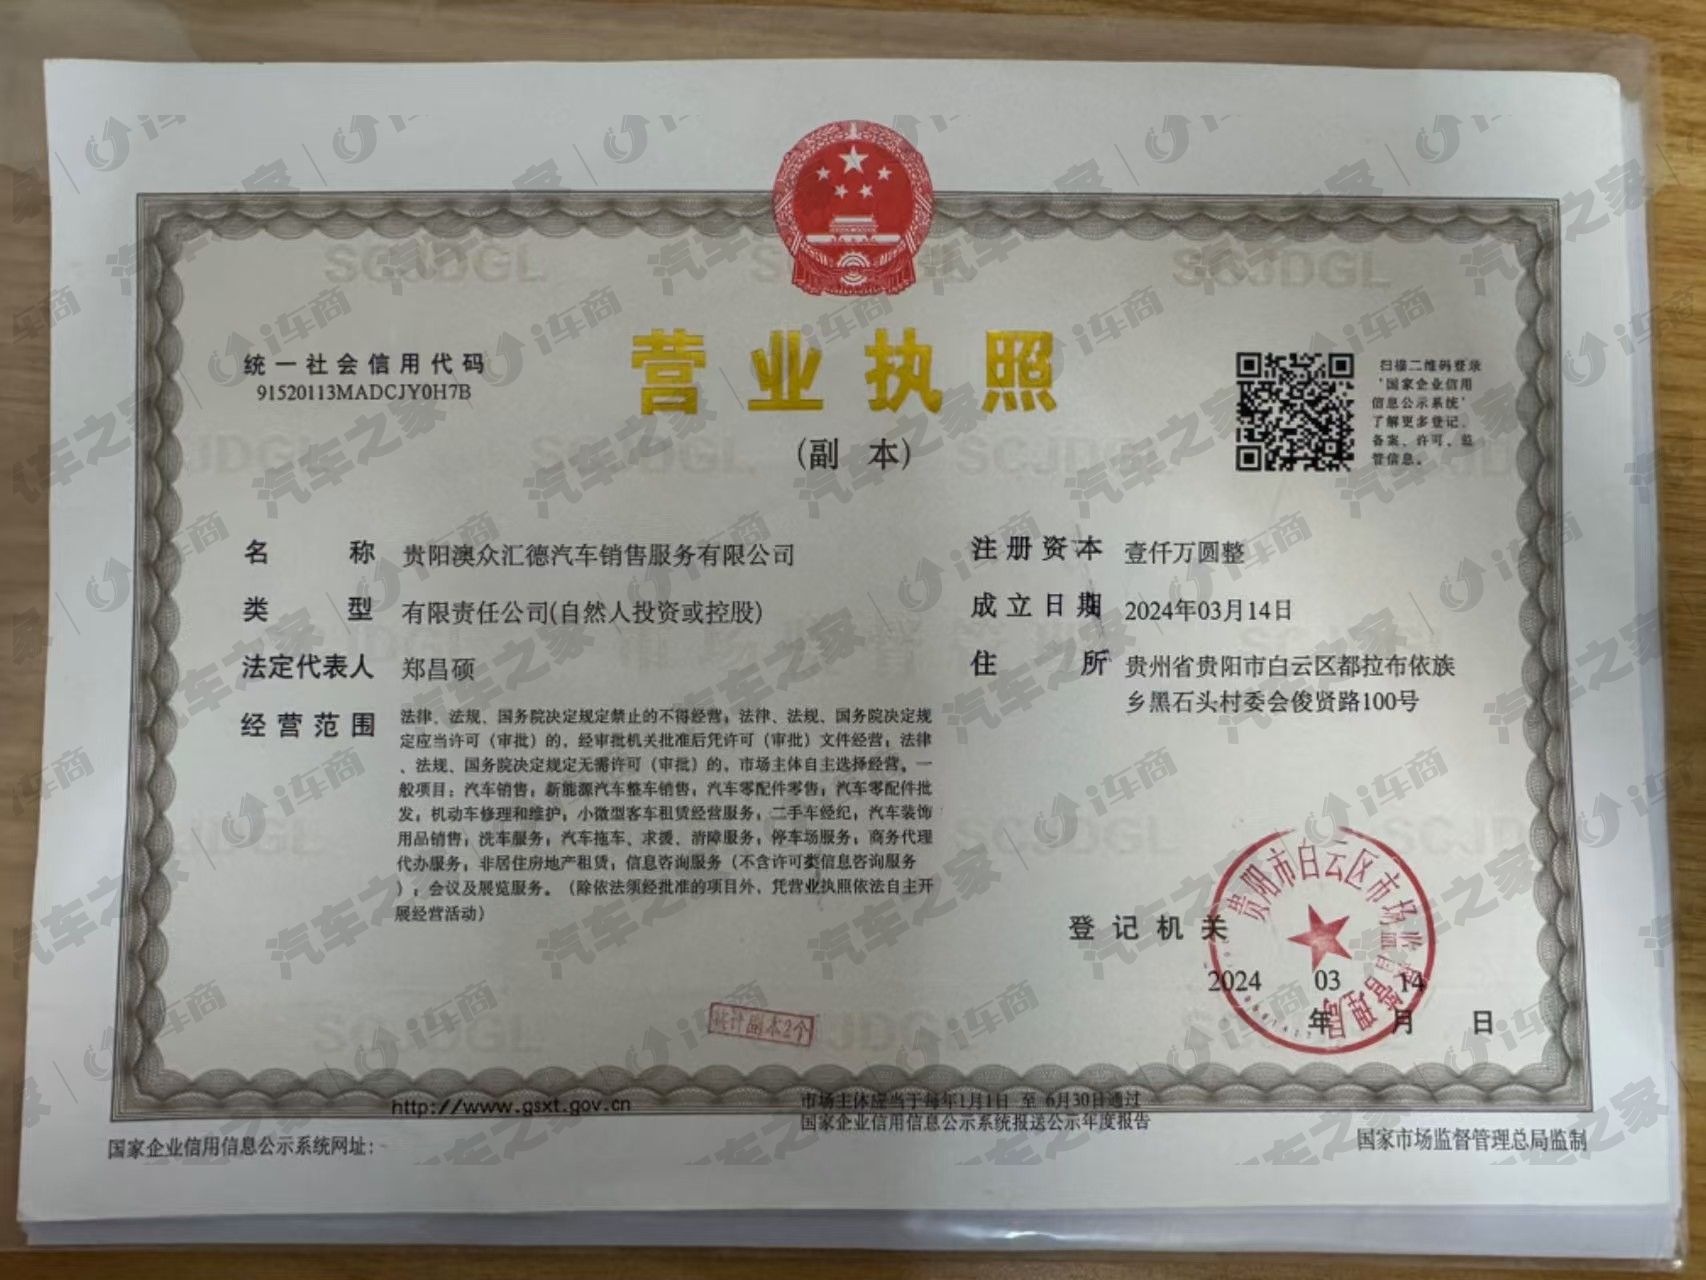 营业执照
(副 本)
统一社会信用代码
91520113MADCJY0H7B
扫描二维码登录
'国家企业信用
信息公示系统'
了解更多登记、
备案、许可、监
管信息。
名 称 贵阳澳众汇德汽车销售服务有限公司
类 型 有限责任公司(自然人投资或控股)
法定代表人 郑昌硕
经营范围 法律、法规、国务院决定规定禁止的不得经营；法律、法规、国务院决定规
定应当许可（审批）的，经审批机关批准后凭许可（审批）文件经营；法律
、法规、国务院决定规定无需许可（审批）的，市场主体自主选择经营。一
般项目：汽车销售；新能源汽车整车销售；汽车零配件零售；汽车零配件批
发；机动车修理和维护；小微型客车租赁经营服务；二手车经纪；汽车装饰
用品销售；洗车服务；汽车拖车、求援、清障服务；停车场服务；商务代理
代办服务；非居住房地产租赁；信息咨询服务（不含许可类信息咨询服务
）；会议及展览服务。（除依法须经批准的项目外，凭营业执照依法自主开
展经营活动）
注册资本 壹仟万圆整
成立日期 2024年03月14日
住 所 贵州省贵阳市白云区都拉布依族
乡黑石头村委会俊贤路100号
登记机关
贵阳市白云区市场监督管理局
2024 03 14
年 月 日
副本2个
http://www.gsxt.gov.cn
国家企业信用信息公示系统网址：
市场主体应当于每年1月1日 至 6月30日通过
国家企业信用信息公示系统报送公示年度报告
国家市场监督管理总局监制
SCJDGL
汽车之家
i车商